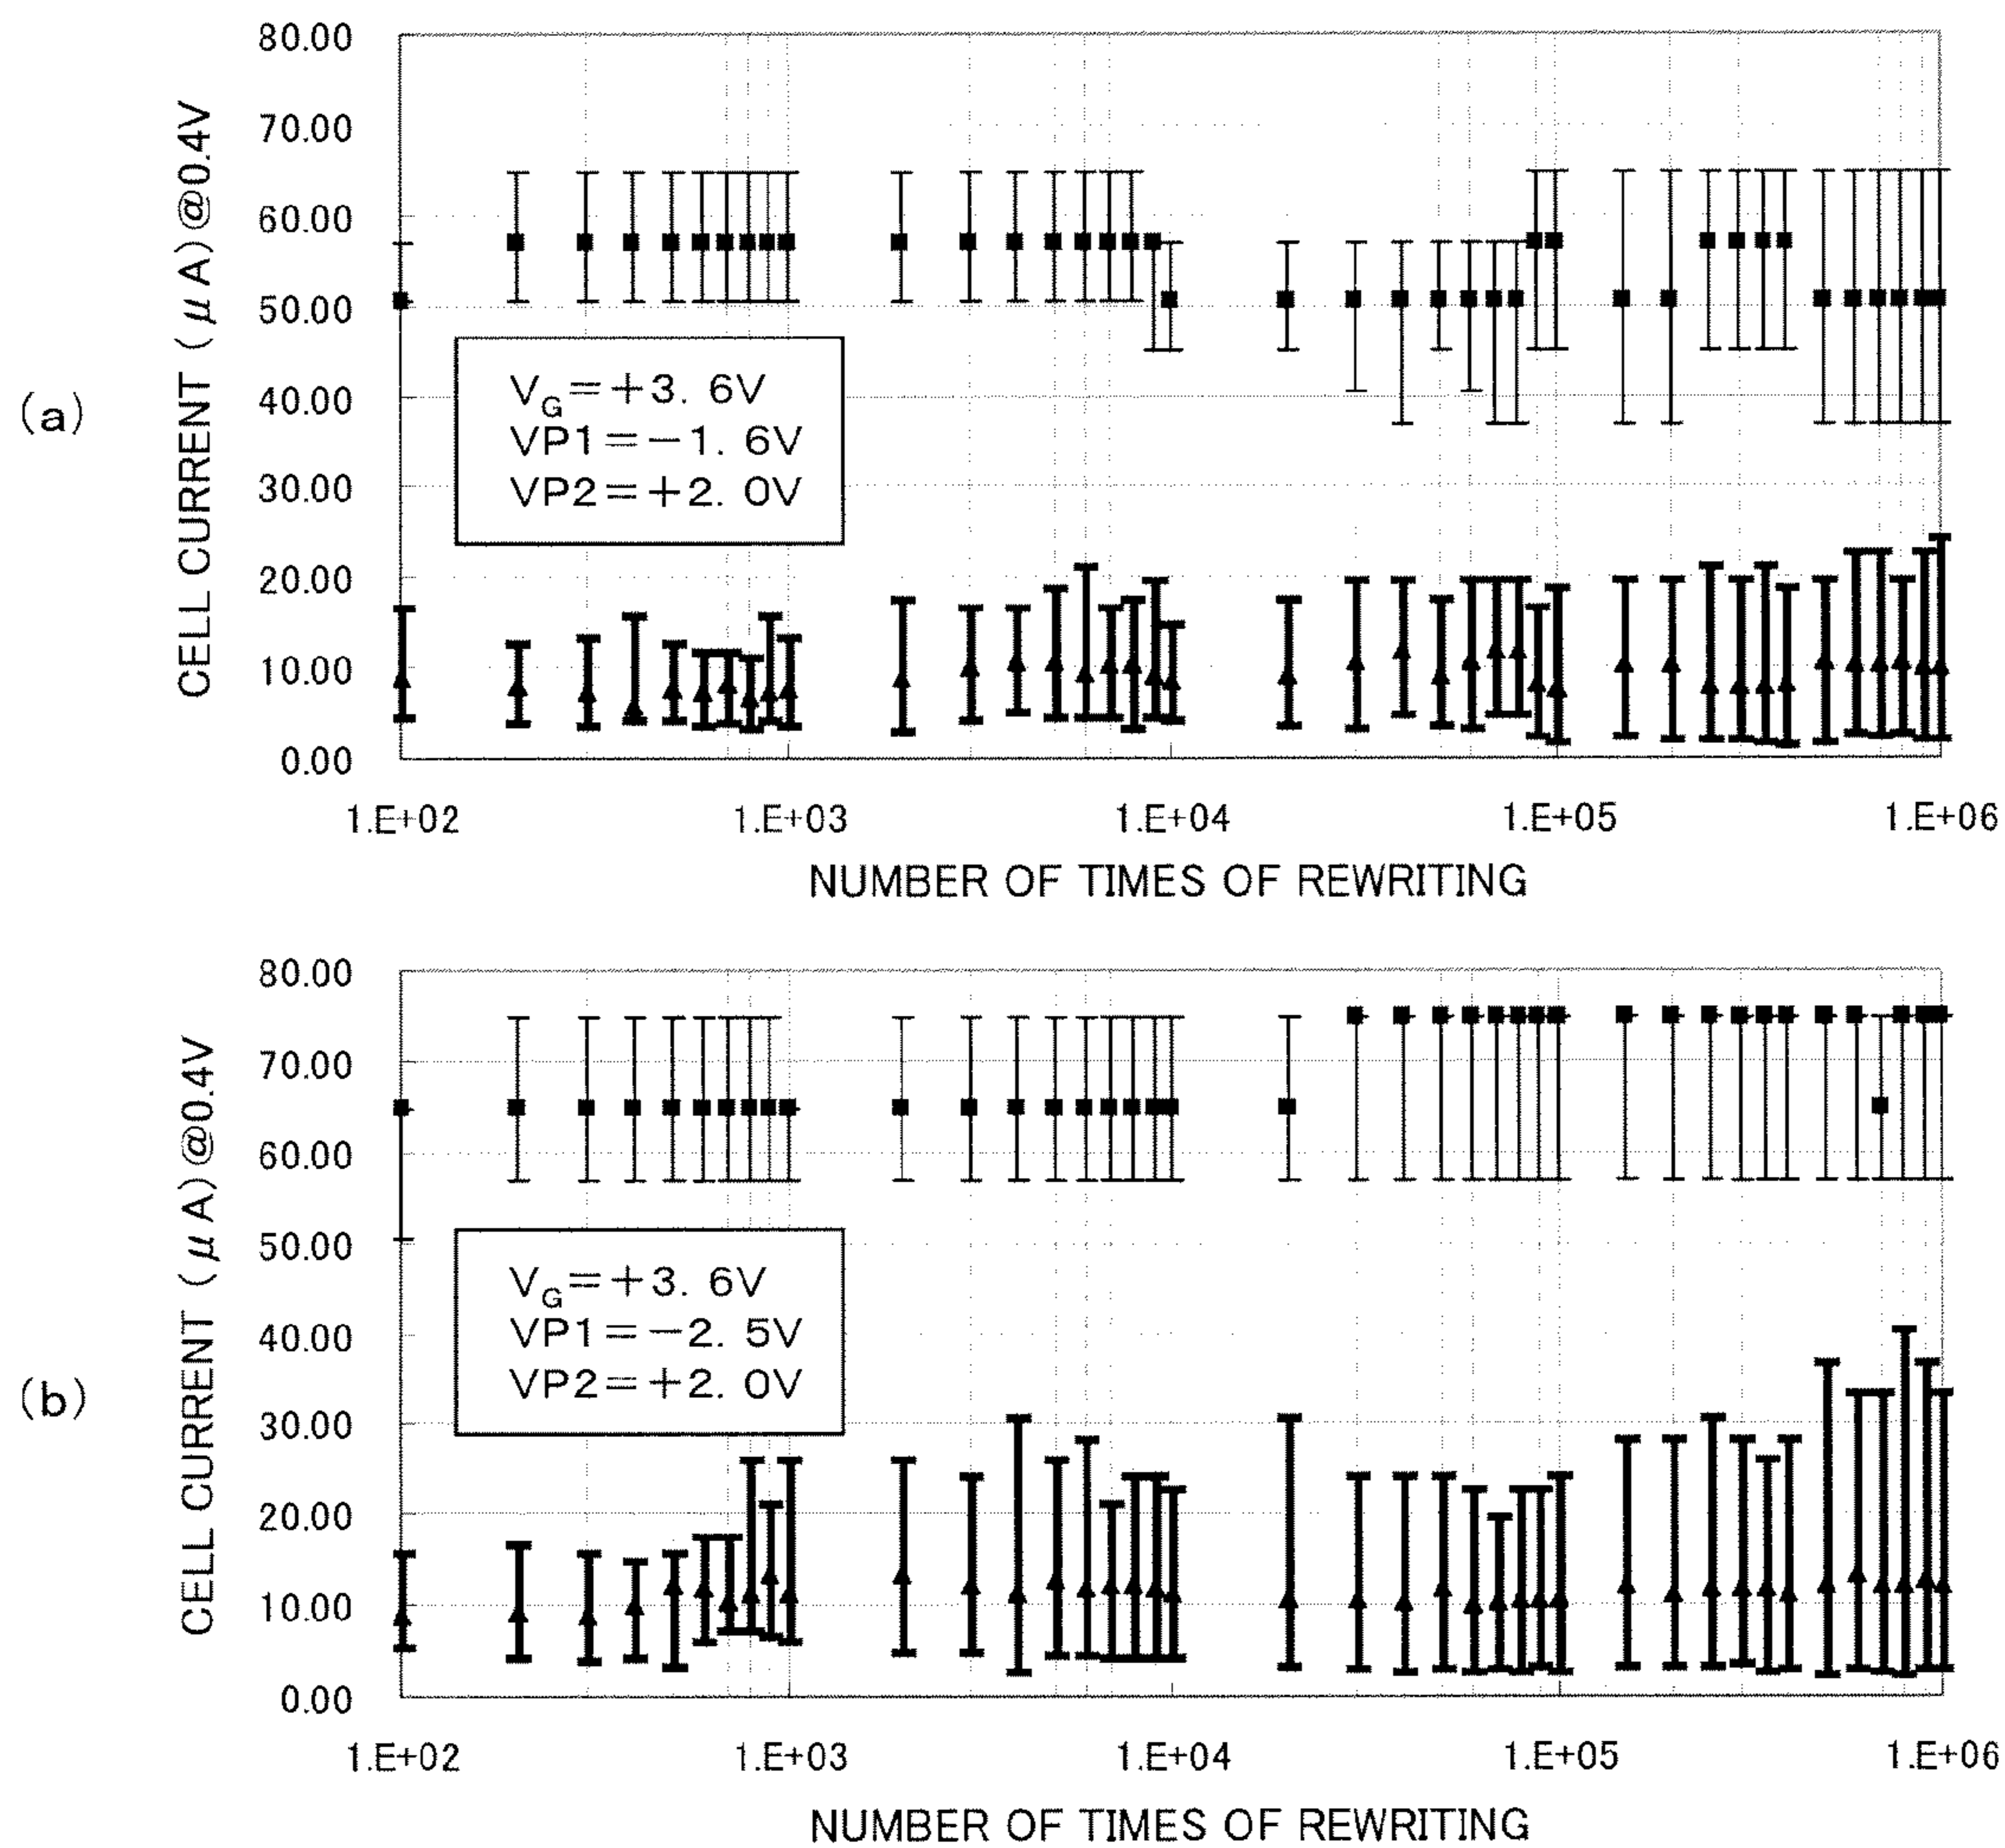 (a)
CELL CURRENT (μA)@0.4V
80.00
70.00
60.00
50.00
40.00
30.00
20.00
10.00
0.00
V_G=+3. 6V
VP1=-1. 6V
VP2=+2. 0V
1.E+02 1.E+03 1.E+04 1.E+05 1.E+06
NUMBER OF TIMES OF REWRITING
(b)
CELL CURRENT (μA)@0.4V
80.00
70.00
60.00
50.00
40.00
30.00
20.00
10.00
0.00
V_G=+3. 6V
VP1=-2. 5V
VP2=+2. 0V
1.E+02 1.E+03 1.E+04 1.E+05 1.E+06
NUMBER OF TIMES OF REWRITING